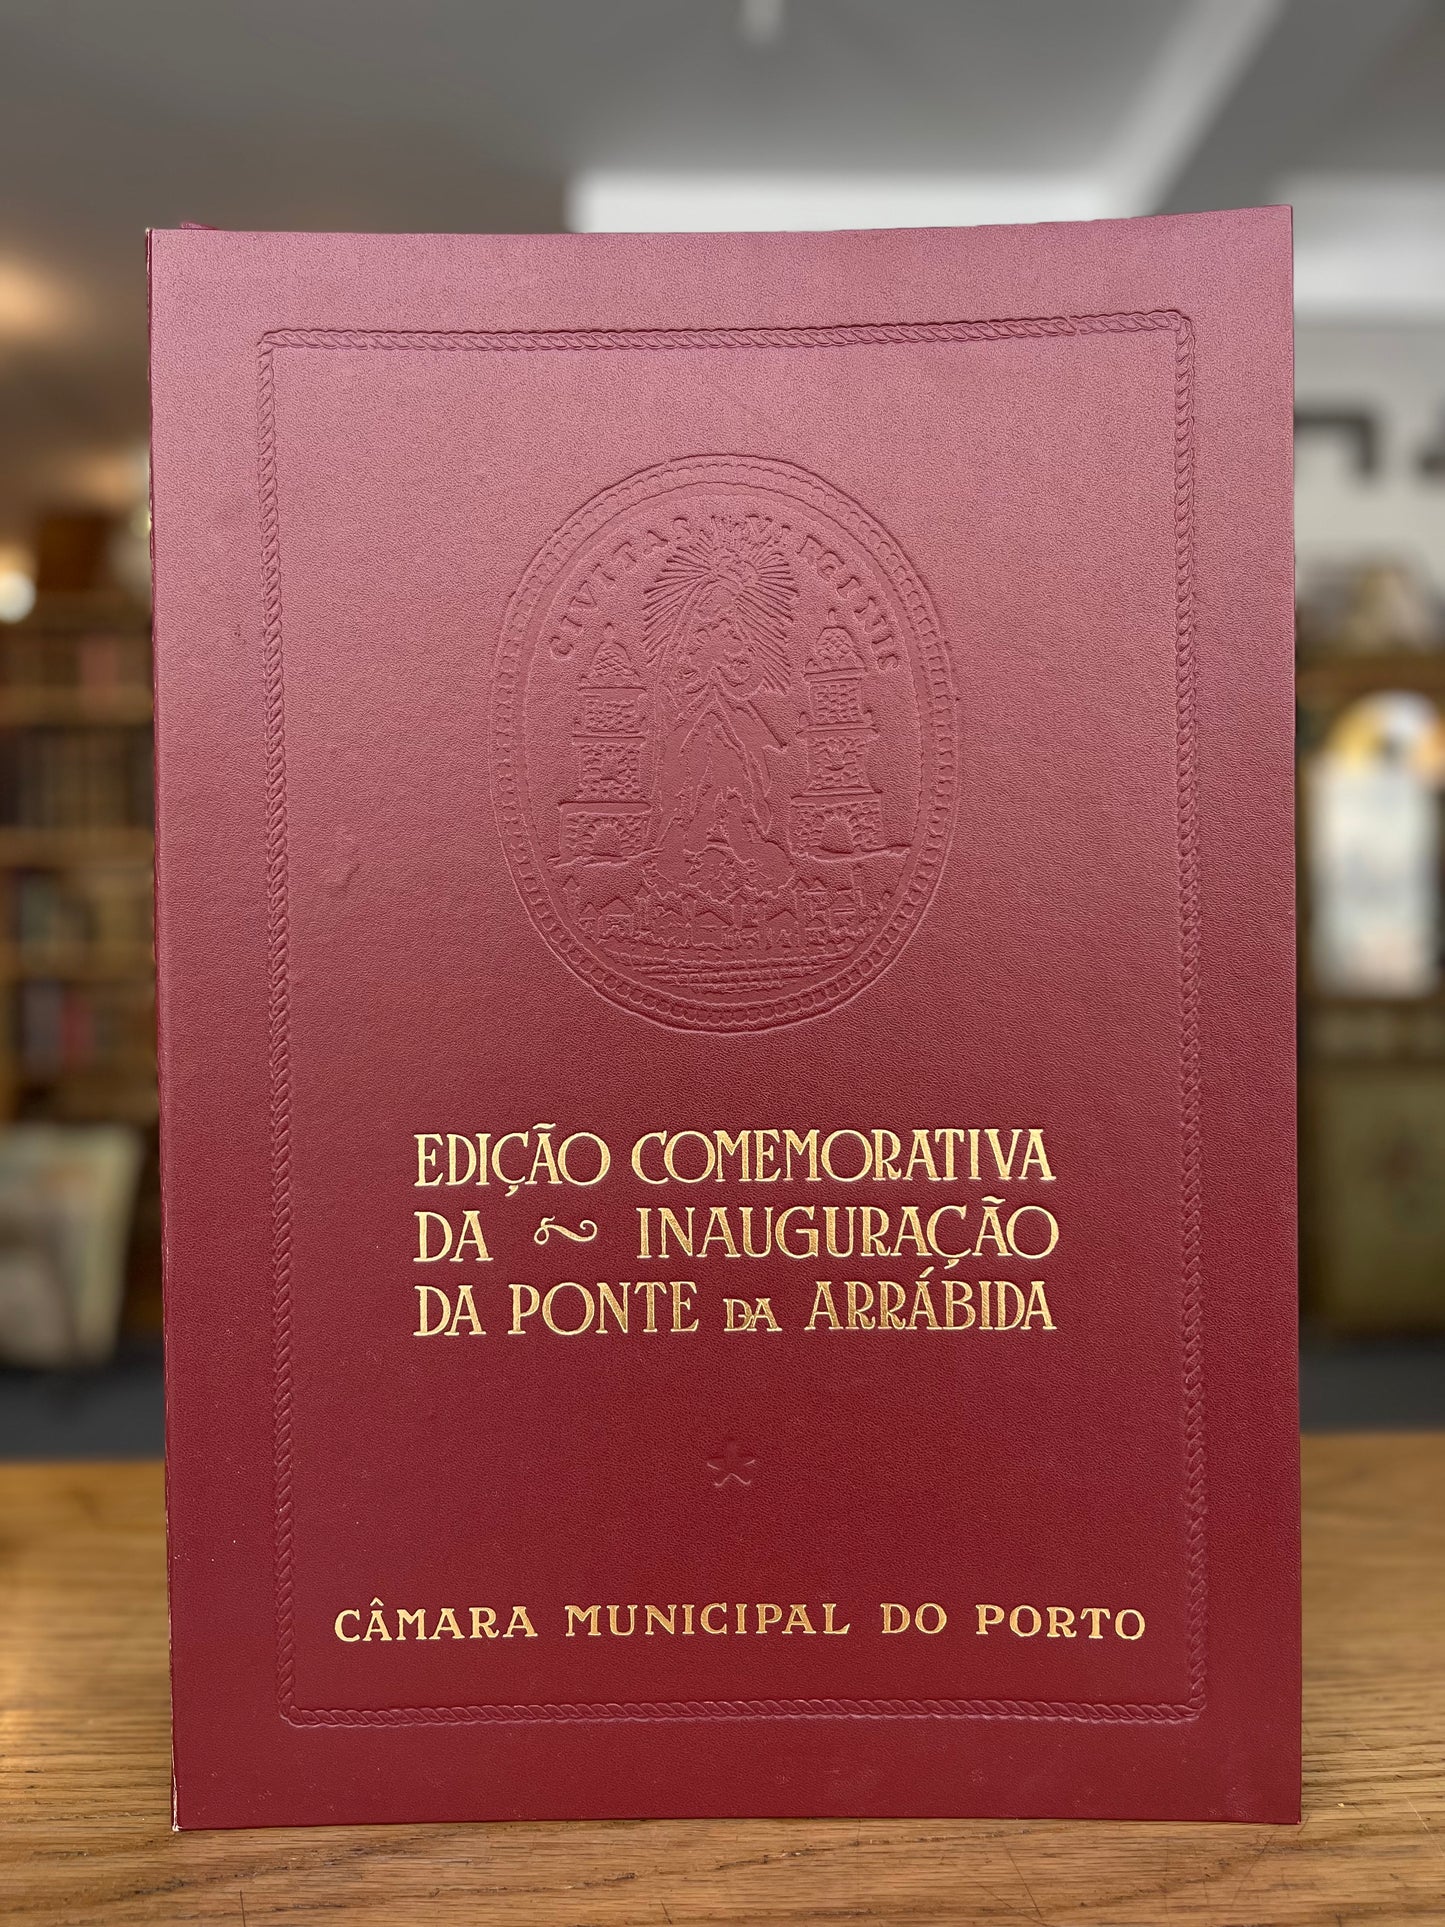 CIVITAS VIRGINIS
EDIÇÃO COMEMORATIVA
DA INAUGURAÇÃO
DA PONTE DA ARRÁBIDA
CÂMARA MUNICIPAL DO PORTO